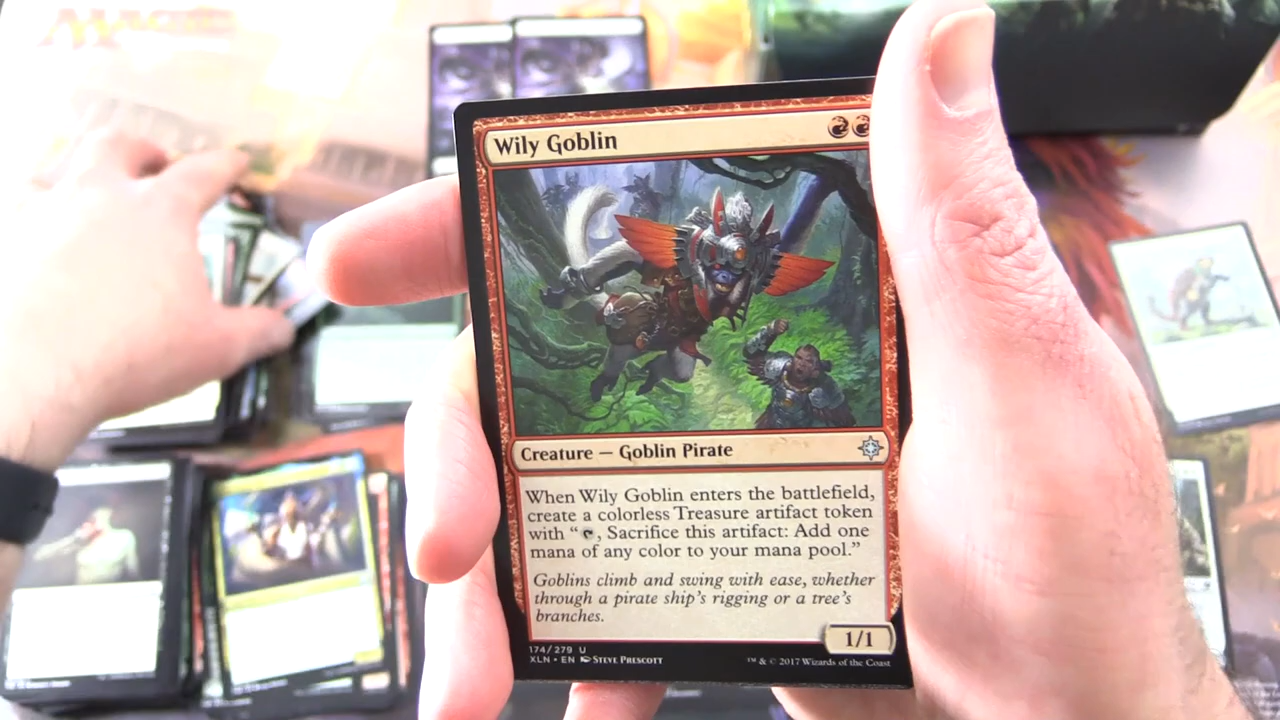 MAGIC
Wily Goblin
Creature — Goblin Pirate
When Wily Goblin enters the battlefield,
create a colorless Treasure artifact token
with “ , Sacrifice this artifact: Add one
mana of any color to your mana pool.”
Goblins climb and swing with ease, whether
through a pirate ship's rigging or a tree's
branches.
1/1
174/279 U
XLN • EN STEVE PRESCOTT
™ & © 2017 Wizards of the Coast